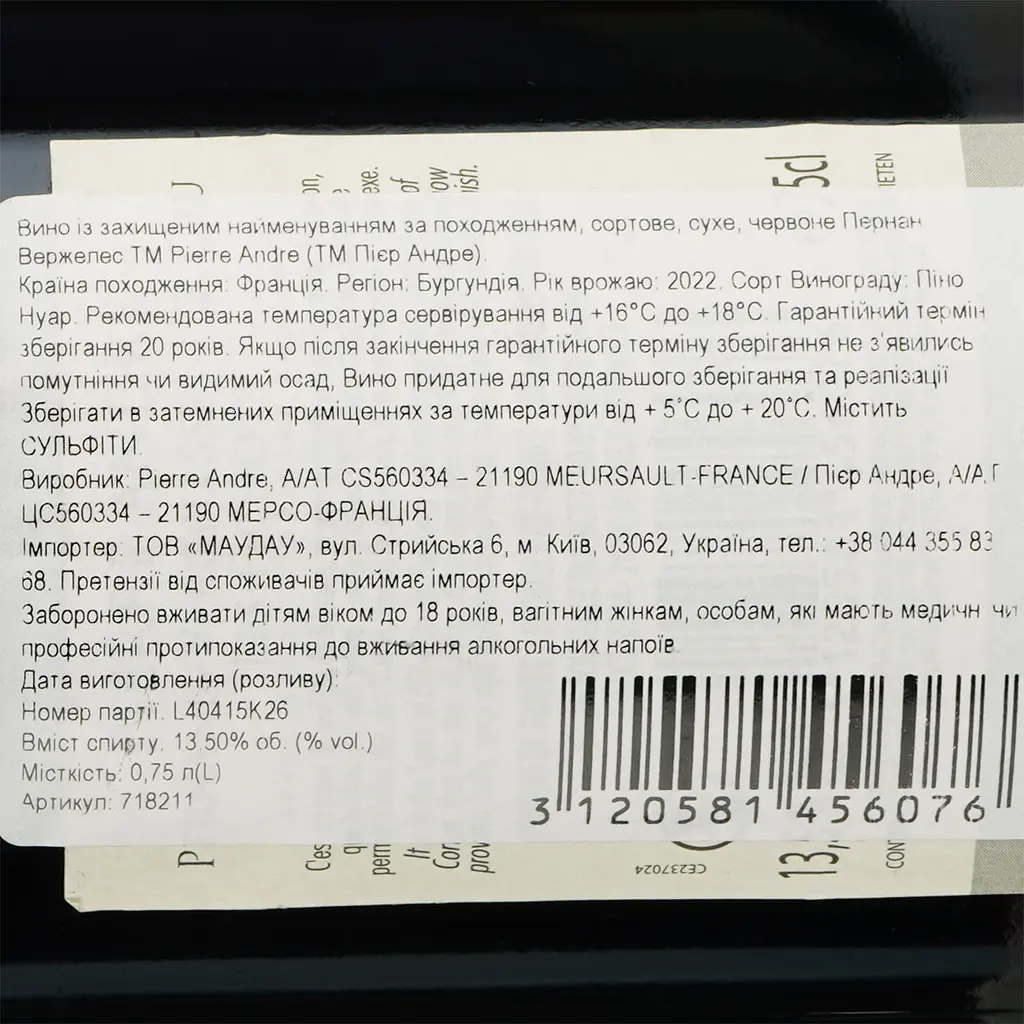 Вино із захищеним найменуванням за походженням, сортове, сухе, червоне Пернан
Вержелес ТМ Pierre Andre (ТМ Пієр Андре).
Країна походження: Франція. Регіон: Бургундія. Рік врожаю: 2022. Сорт Винограду: Піно
Нуар. Рекомендована температура сервірування від +16°С до +18°С. Гарантійний термін
зберігання 20 років. Якщо після закінчення гарантійного терміну зберігання не з'явились
помутніння чи видимий осад, Вино придатне для подальшого зберігання та реалізації
Зберігати в затемнених приміщеннях за температури від + 5°С до + 20°С. Містить
СУЛЬФІТИ.
Виробник: Pierre Andre, A/AT CS560334 – 21190 MEURSAULT-FRANCE / Пієр Андре, А/АТ
ЦС560334 – 21190 МЕРСО-ФРАНЦІЯ.
Імпортер: ТОВ «МАУДАУ», вул. Стрийська 6, м. Київ, 03062, Україна, тел.: +38 044 355 83
68. Претензії від споживачів приймає імпортер.
Заборонено вживати дітям віком до 18 років, вагітним жінкам, особам, які мають медичн чи
професійні протипоказання до вживання алкогольних напоїв
Дата виготовлення (розливу):
Номер партії: L40415K26
Вміст спирту: 13.50% об. (% vol.)
Місткість: 0,75 л(L)
Артикул: 718211
3 120581 456076
C'es
It
CE237024
13,
5cl